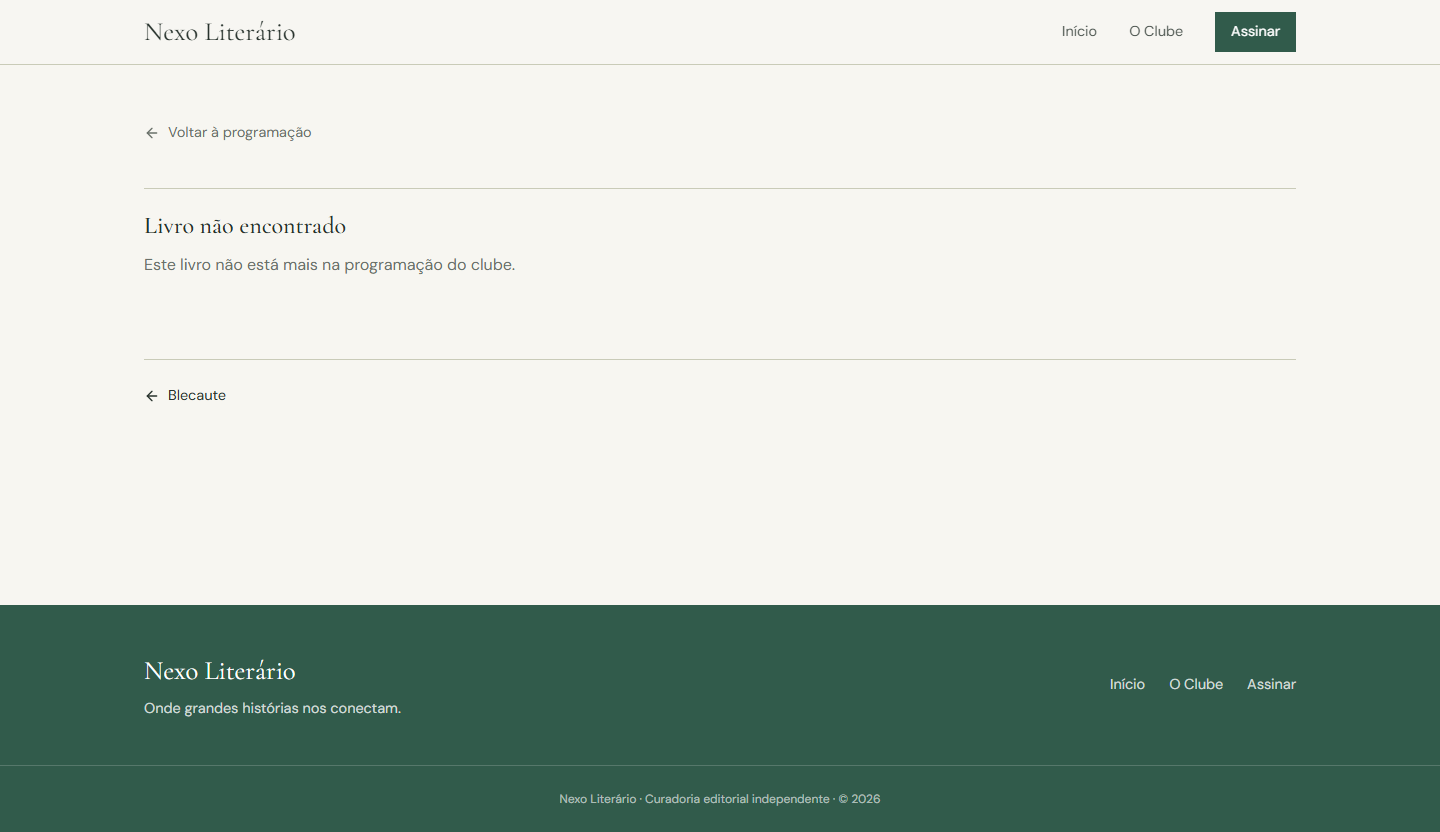 Nexo Literário
Início
O Clube
Assinar
Voltar à programação
Livro não encontrado
Este livro não está mais na programação do clube.
Blecaute
Nexo Literário
Onde grandes histórias nos conectam.
Início
O Clube
Assinar
Nexo Literário · Curadoria editorial independente · © 2026